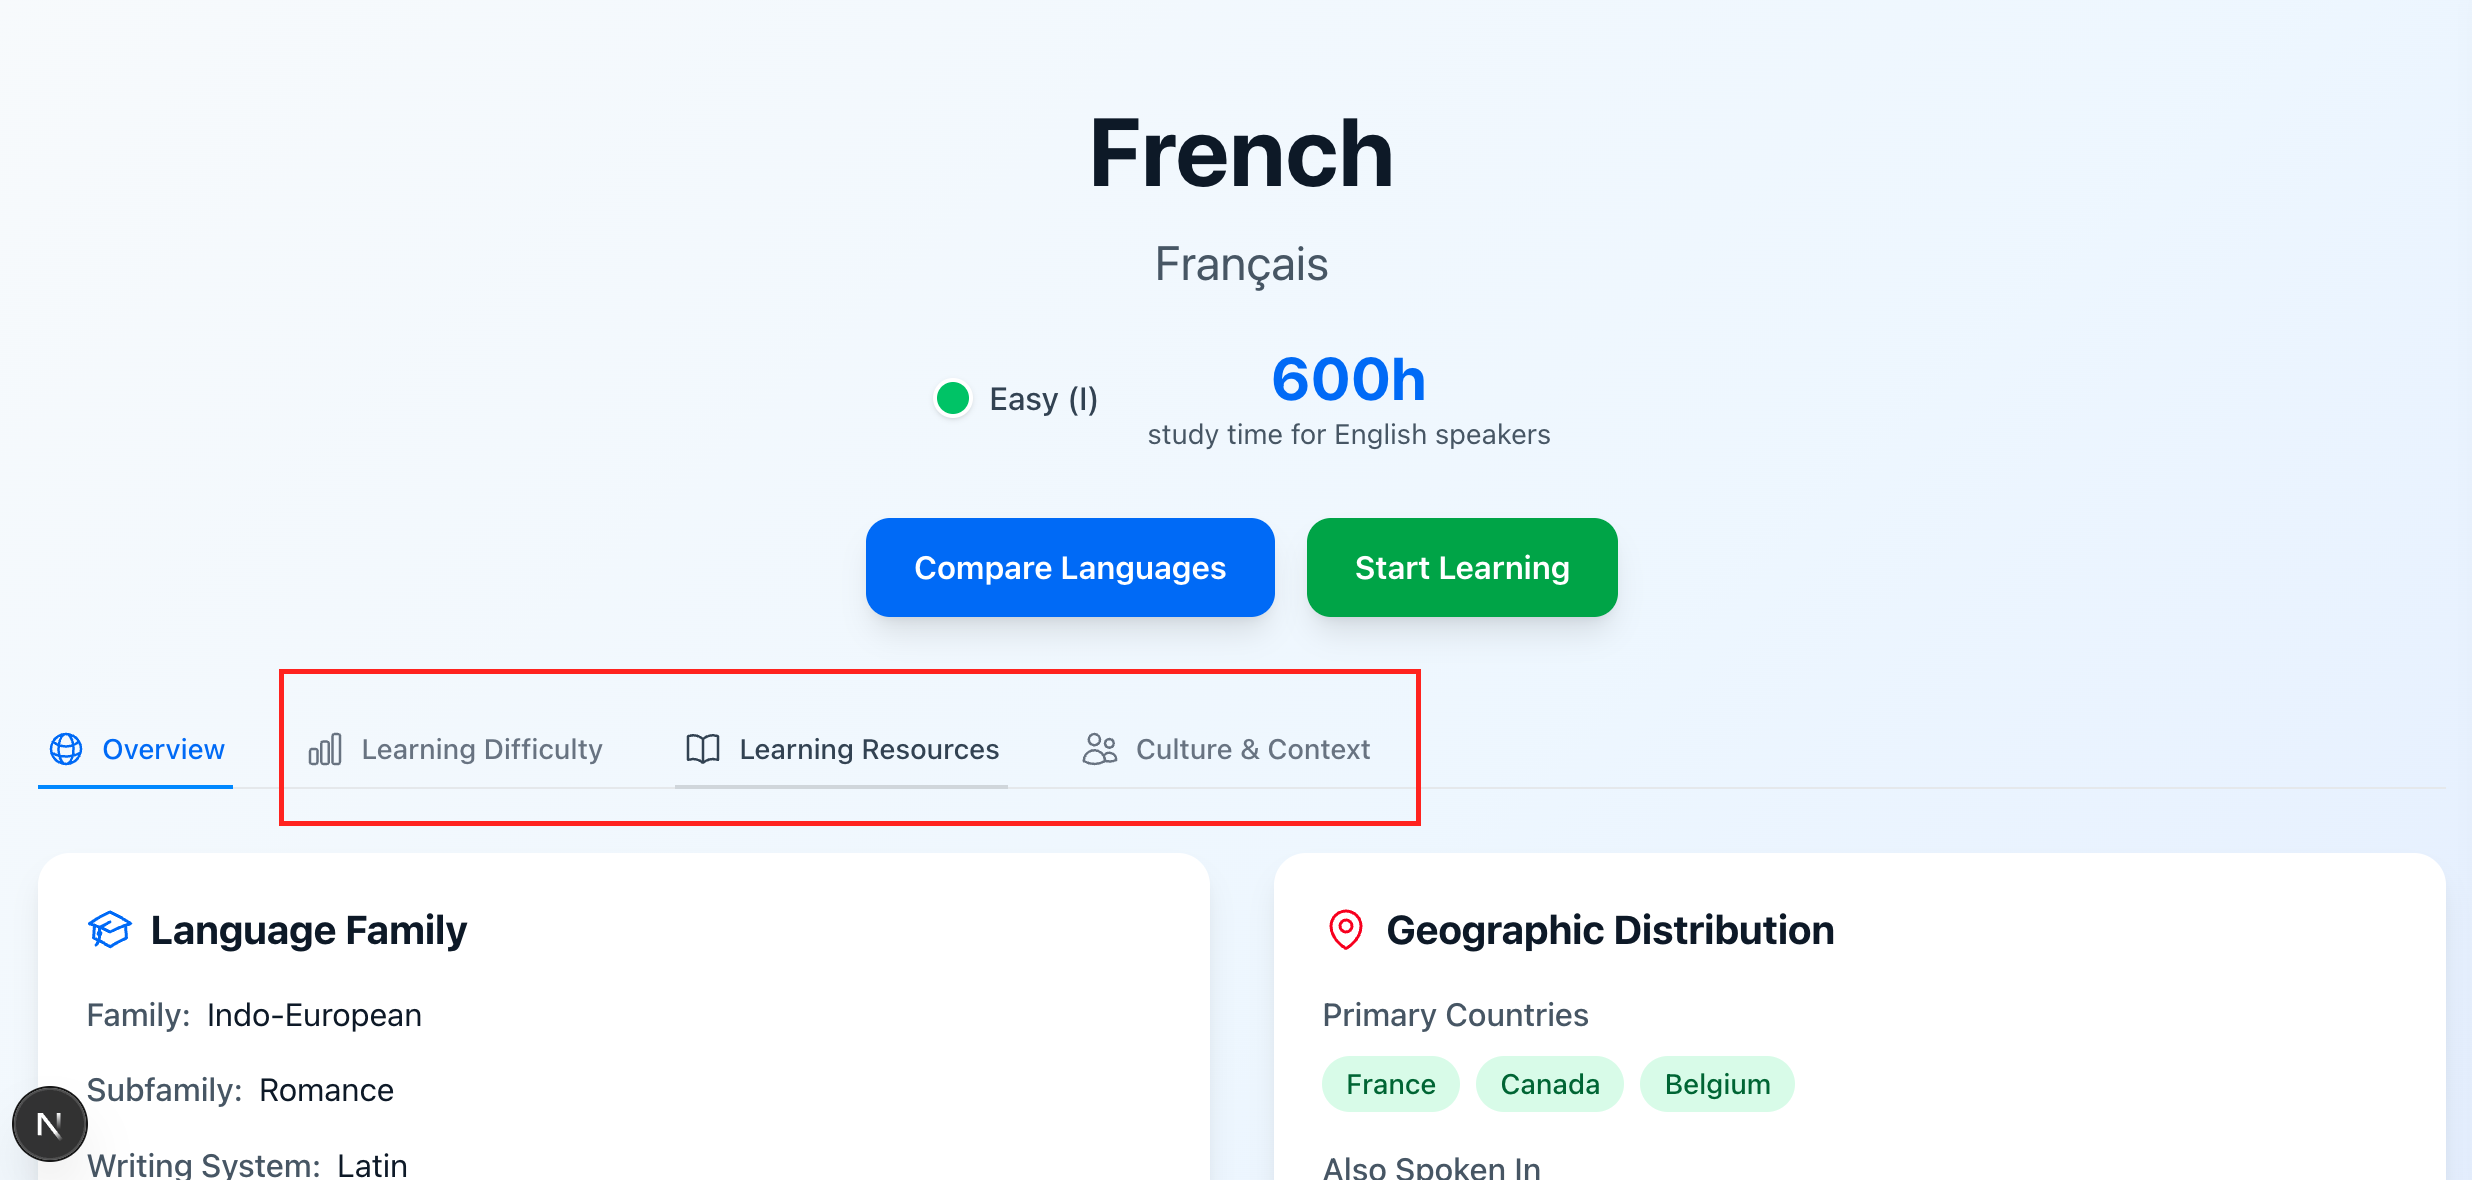 French
Français
Easy (I)
600h
study time for English speakers
Compare Languages
Start Learning
Overview
Learning Difficulty
Learning Resources
Culture & Context
Language Family
Family: Indo-European
Subfamily: Romance
Writing System: Latin
Geographic Distribution
Primary Countries
France
Canada
Belgium
Also Spoken In
N